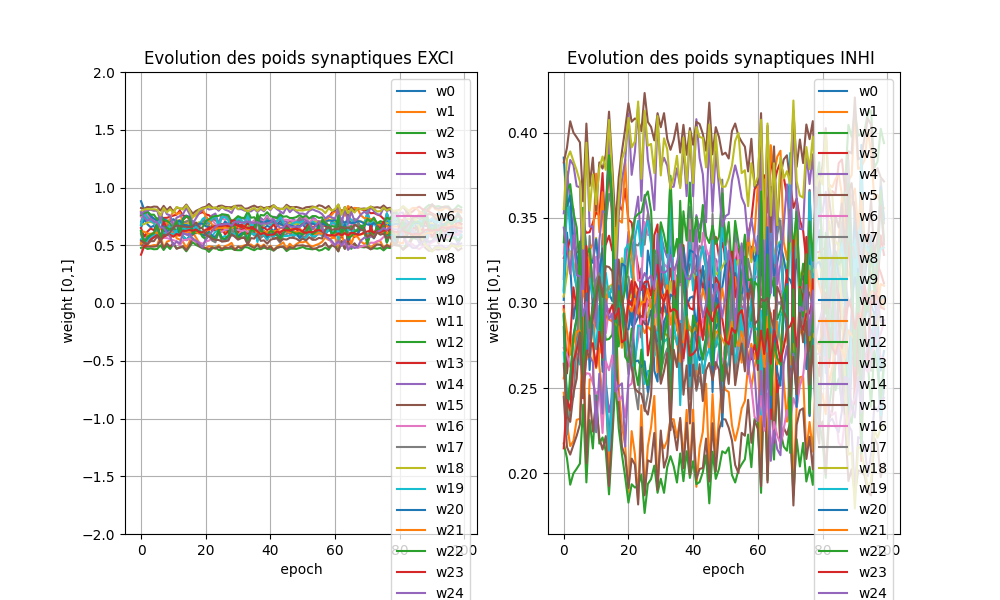 Evolution des poids synaptiques EXCI
2.0
1.5
1.0
0.5
0.0
−0.5
−1.0
−1.5
−2.0
weight [0,1]
0
20
40
60
80
100
epoch
w0
w1
w2
w3
w4
w5
w6
w7
w8
w9
w10
w11
w12
w13
w14
w15
w16
w17
w18
w19
w20
w21
w22
w23
w24
Evolution des poids synaptiques INHI
0.40
0.35
0.30
0.25
0.20
weight [0,1]
0
20
40
60
80
100
epoch
w0
w1
w2
w3
w4
w5
w6
w7
w8
w9
w10
w11
w12
w13
w14
w15
w16
w17
w18
w19
w20
w21
w22
w23
w24